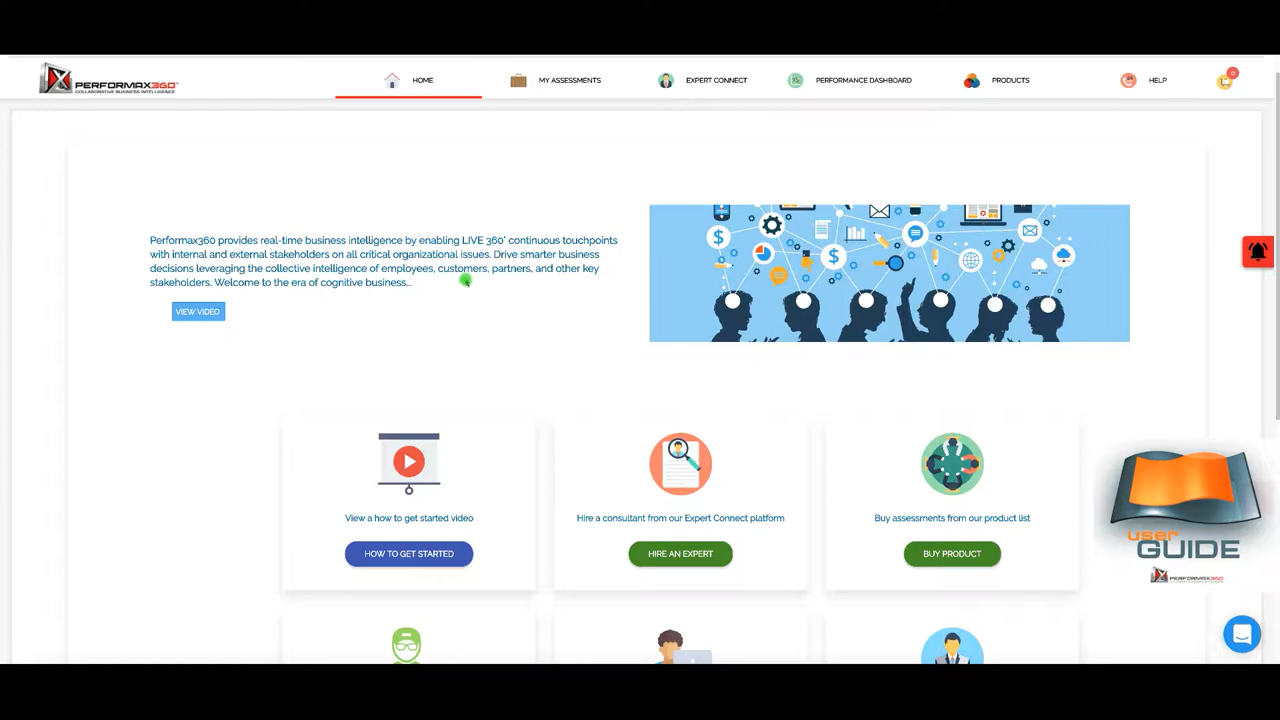 PERFORMAX360
COLLABORATIVE BUSINESS INTELLIGENCE
HOME
MY ASSESSMENTS
EXPERT CONNECT
PERFORMANCE DASHBOARD
PRODUCTS
HELP
0
Performax360 provides real-time business intelligence by enabling LIVE 360° continuous touchpoints
with internal and external stakeholders on all critical organizational issues. Drive smarter business
decisions leveraging the collective intelligence of employees, customers, partners, and other key
stakeholders. Welcome to the era of cognitive business...
VIEW VIDEO
View a how to get started video
HOW TO GET STARTED
Hire a consultant from our Expert Connect platform
HIRE AN EXPERT
Buy assessments from our product list
BUY PRODUCT
user
GUIDE
PERFORMAX360